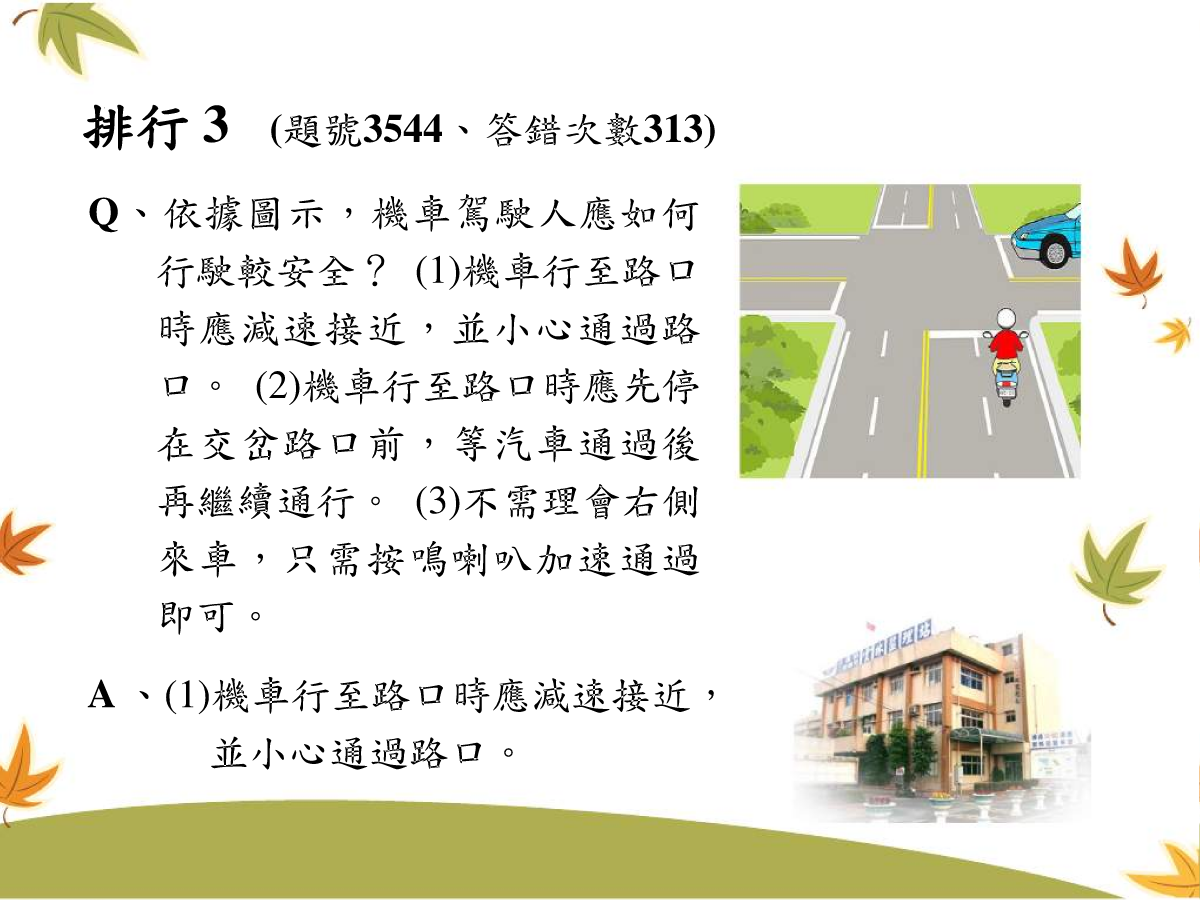 排行 3 (題號3544、答錯次數313)
Q、依據圖示，機車駕駛人應如何
行駛較安全？ (1)機車行至路口
時應減速接近，並小心通過路
口。 (2)機車行至路口時應先停
在交岔路口前，等汽車通過後
再繼續通行。 (3)不需理會右側
來車，只需按鳴喇叭加速通過
即可。
A、(1)機車行至路口時應減速接近，
並小心通過路口。
雲林監理站